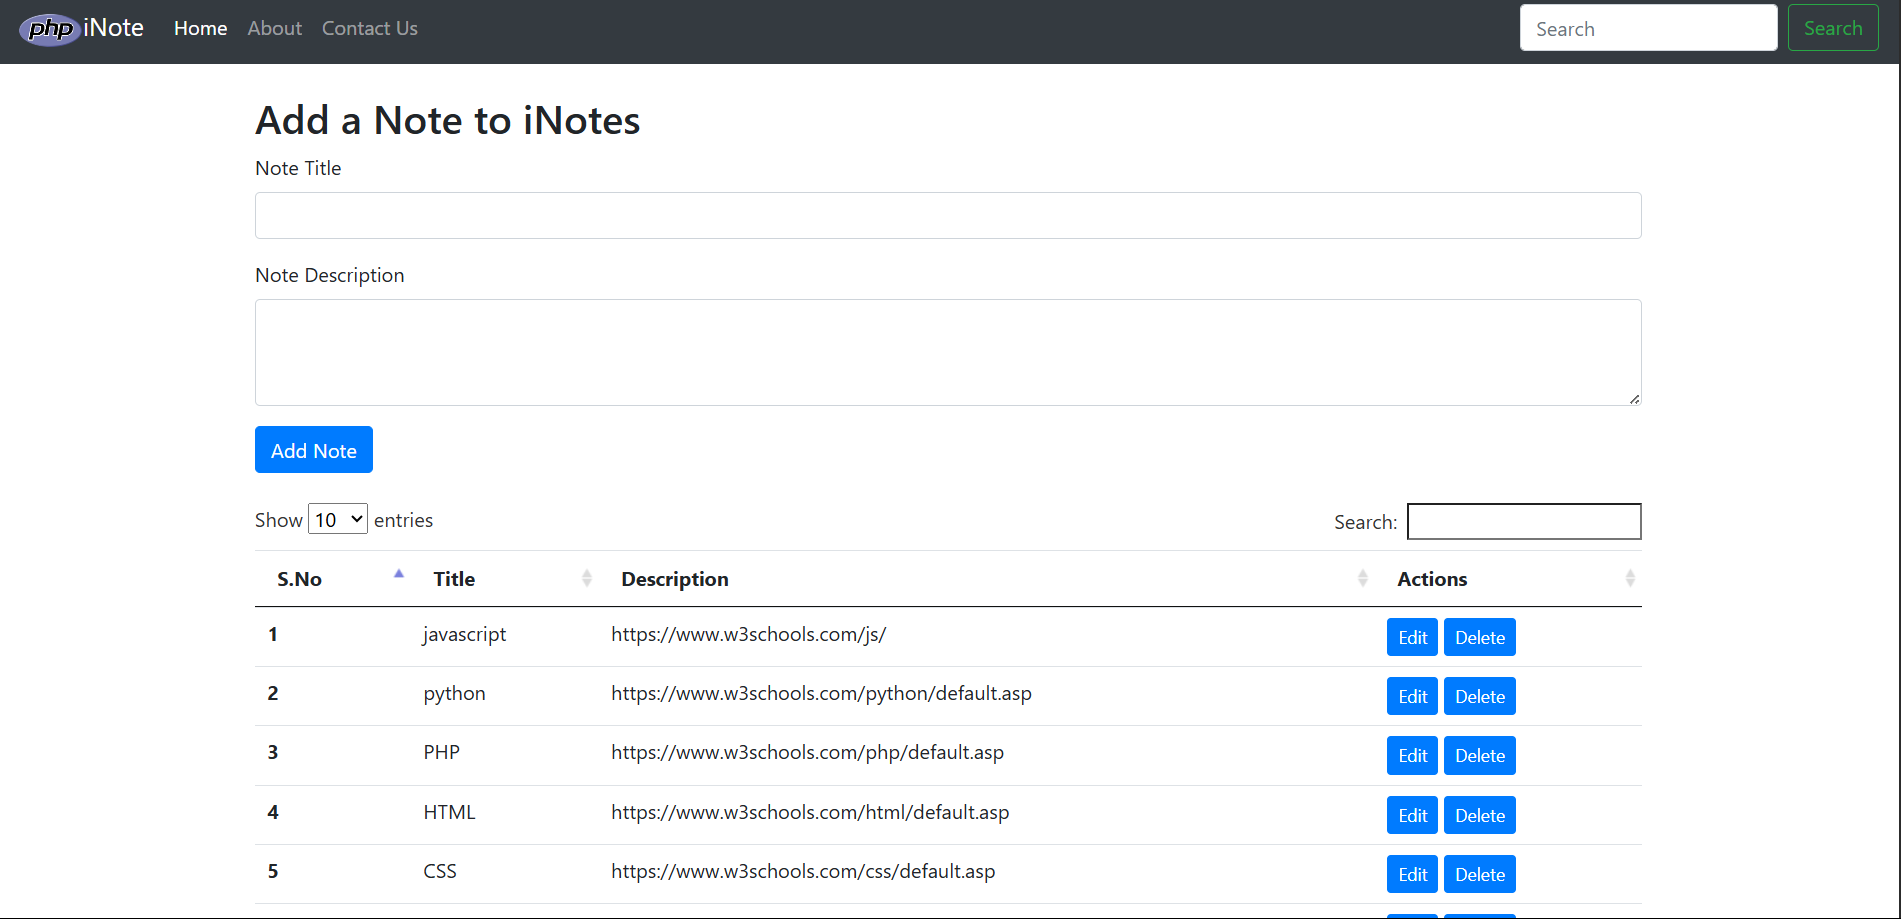 php iNote Home About Contact Us Search Search
Add a Note to iNotes
Note Title
Note Description
Add Note
Show 10 entries Search:
S.No Title Description Actions
1 javascript https://www.w3schools.com/js/ Edit Delete
2 python https://www.w3schools.com/python/default.asp Edit Delete
3 PHP https://www.w3schools.com/php/default.asp Edit Delete
4 HTML https://www.w3schools.com/html/default.asp Edit Delete
5 CSS https://www.w3schools.com/css/default.asp Edit Delete